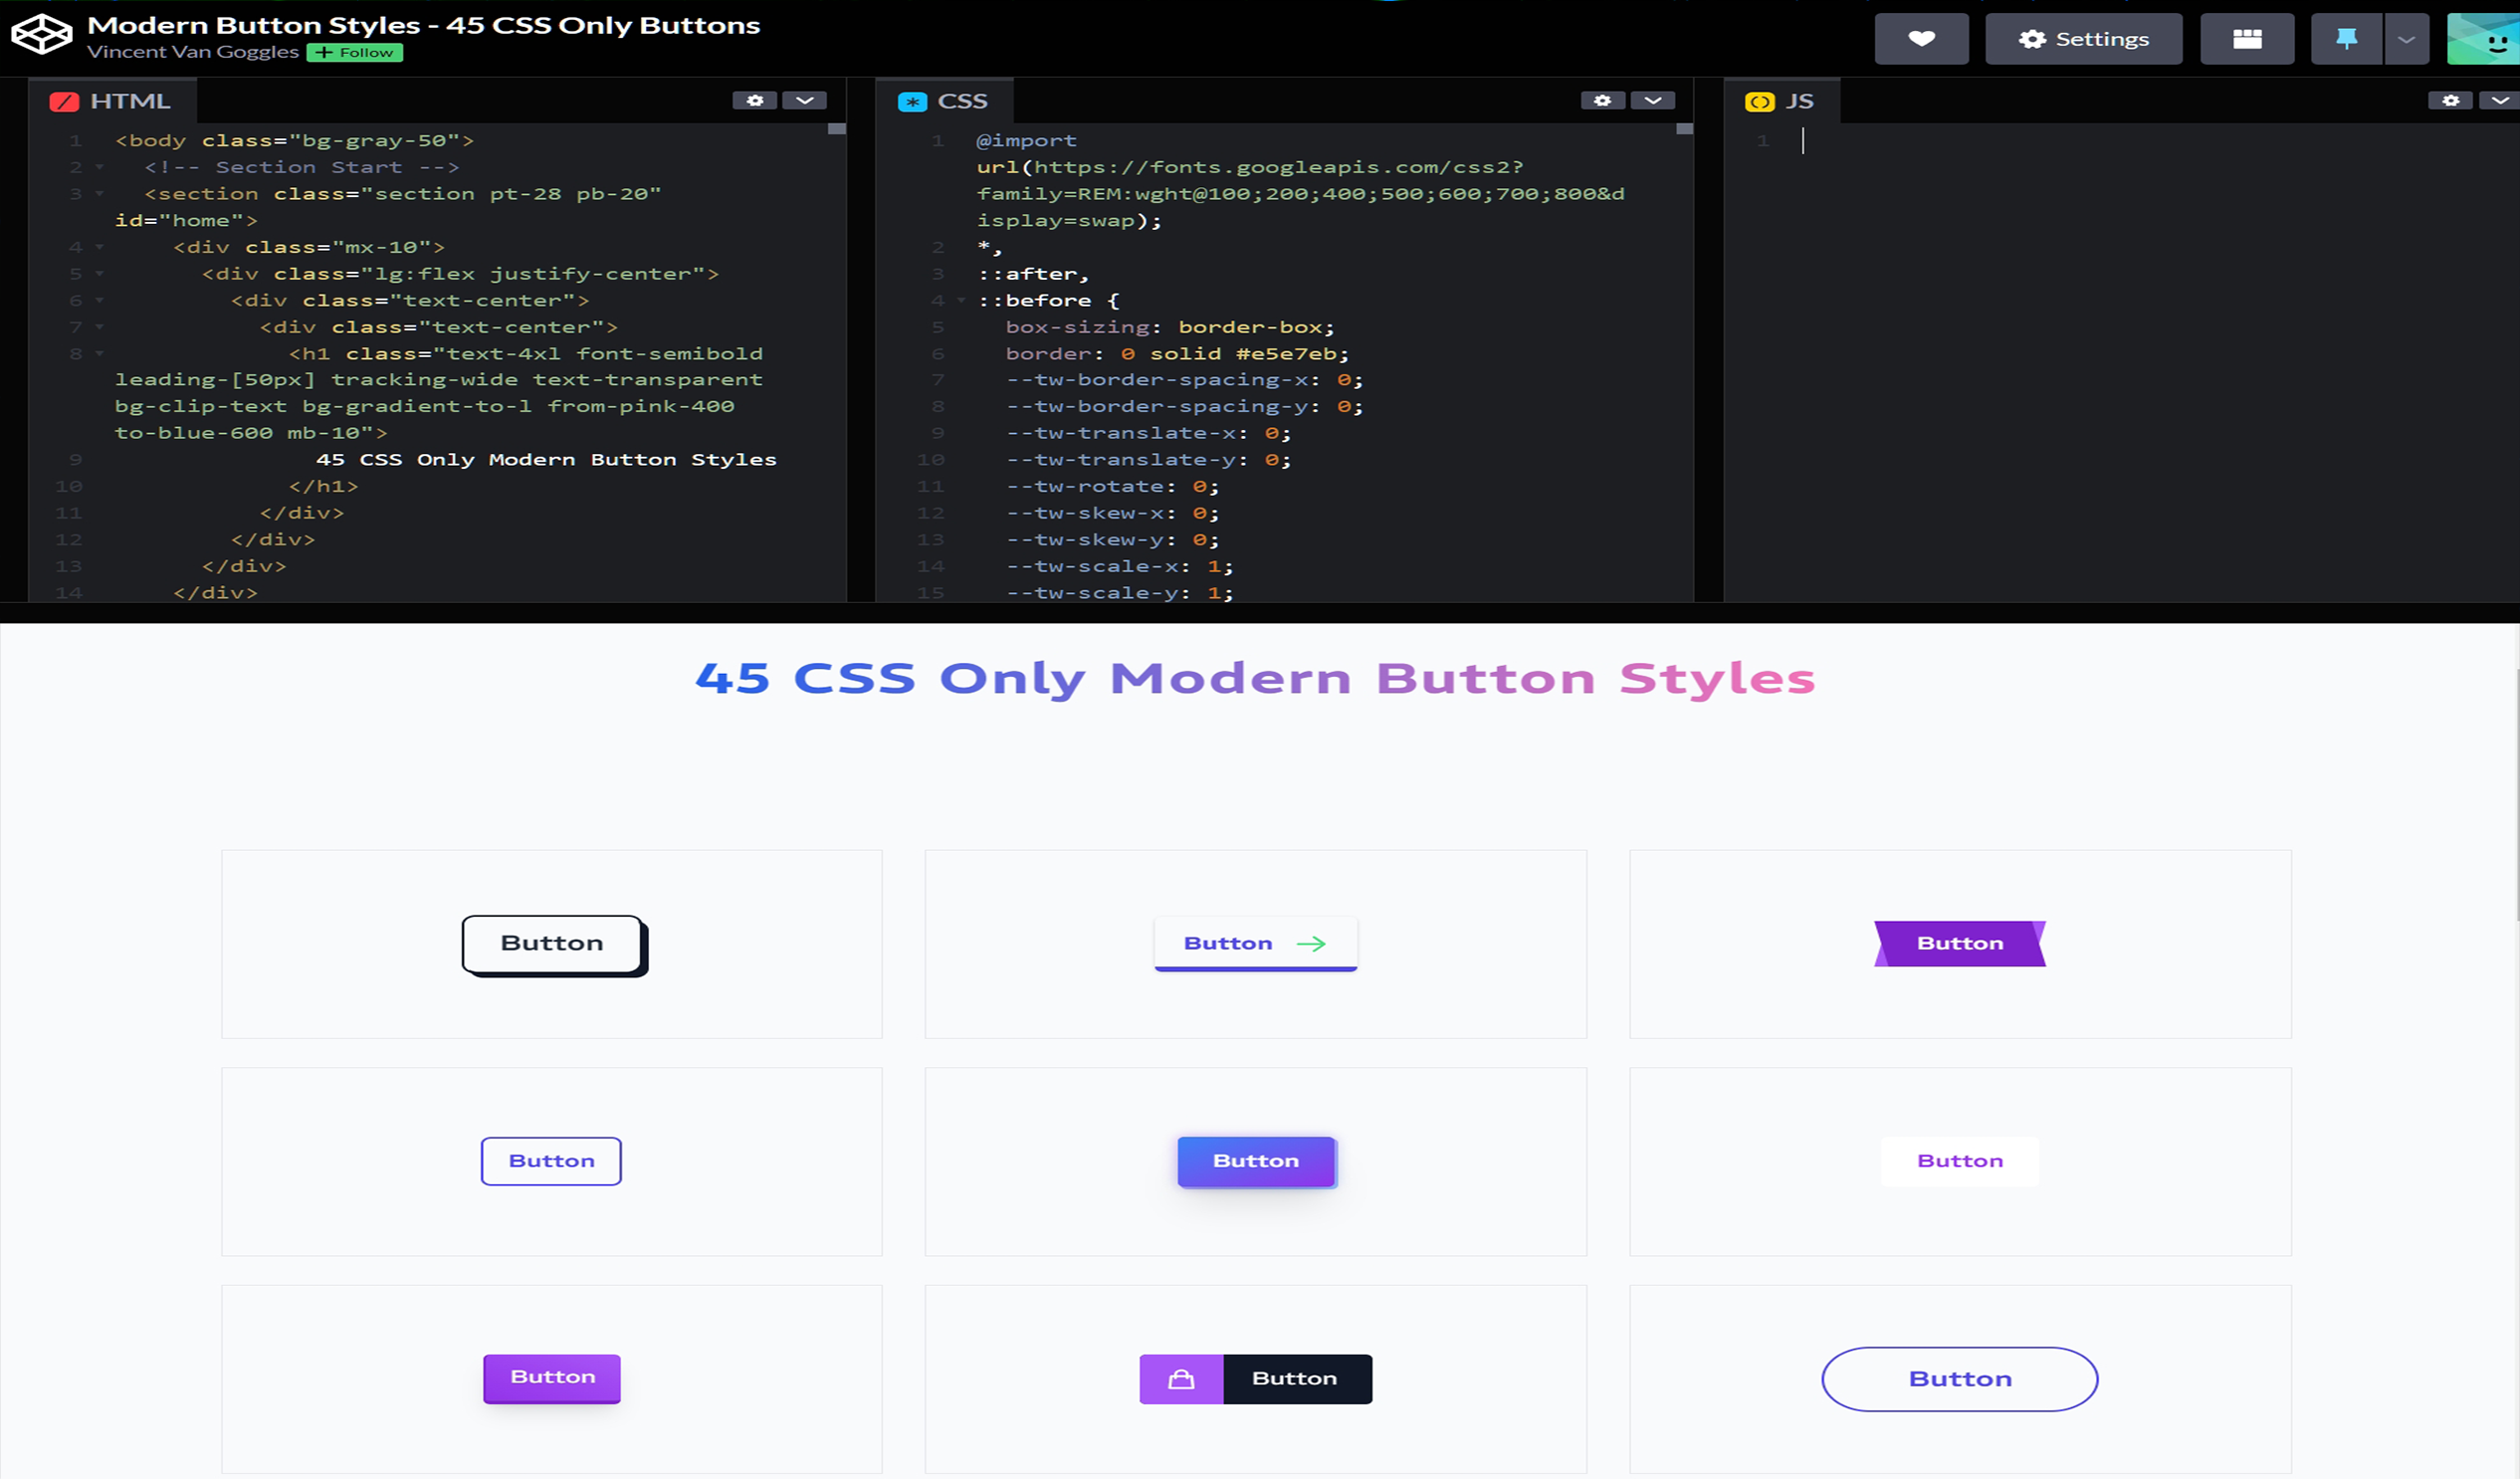 Modern Button Styles - 45 CSS Only Buttons
Vincent Van Goggles + Follow
Settings
HTML
1 <body class="bg-gray-50">
2 <!-- Section Start -->
3 <section class="section pt-28 pb-20"
id="home">
4 <div class="mx-10">
5 <div class="lg:flex justify-center">
6 <div class="text-center">
7 <div class="text-center">
8 <h1 class="text-4xl font-semibold
leading-[50px] tracking-wide text-transparent
bg-clip-text bg-gradient-to-l from-pink-400
to-blue-600 mb-10">
9 45 CSS Only Modern Button Styles
10 </h1>
11 </div>
12 </div>
13 </div>
14 </div>
CSS
1 @import
url(https://fonts.googleapis.com/css2?
family=REM:wght@100;200;400;500;600;700;800&d
isplay=swap);
2 *,
3 ::after,
4 ::before {
5 box-sizing: border-box;
6 border: 0 solid #e5e7eb;
7 --tw-border-spacing-x: 0;
8 --tw-border-spacing-y: 0;
9 --tw-translate-x: 0;
10 --tw-translate-y: 0;
11 --tw-rotate: 0;
12 --tw-skew-x: 0;
13 --tw-skew-y: 0;
14 --tw-scale-x: 1;
15 --tw-scale-y: 1;
JS
1
45 CSS Only Modern Button Styles
Button
Button
Button
Button
Button
Button
Button
Button
Button